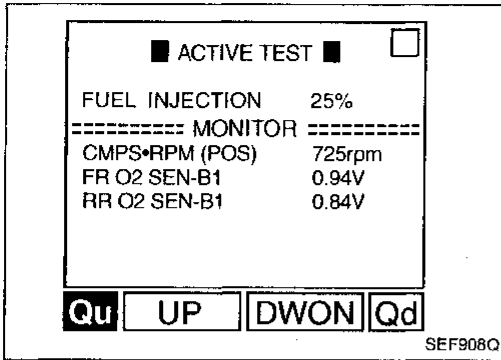 ■ ACTIVE TEST ■ □
FUEL INJECTION 25%
========== MONITOR ==========
CMPS•RPM (POS) 725rpm
FR O2 SEN-B1 0.94V
RR O2 SEN-B1 0.84V
Qu UP DWON Qd
SEF908Q